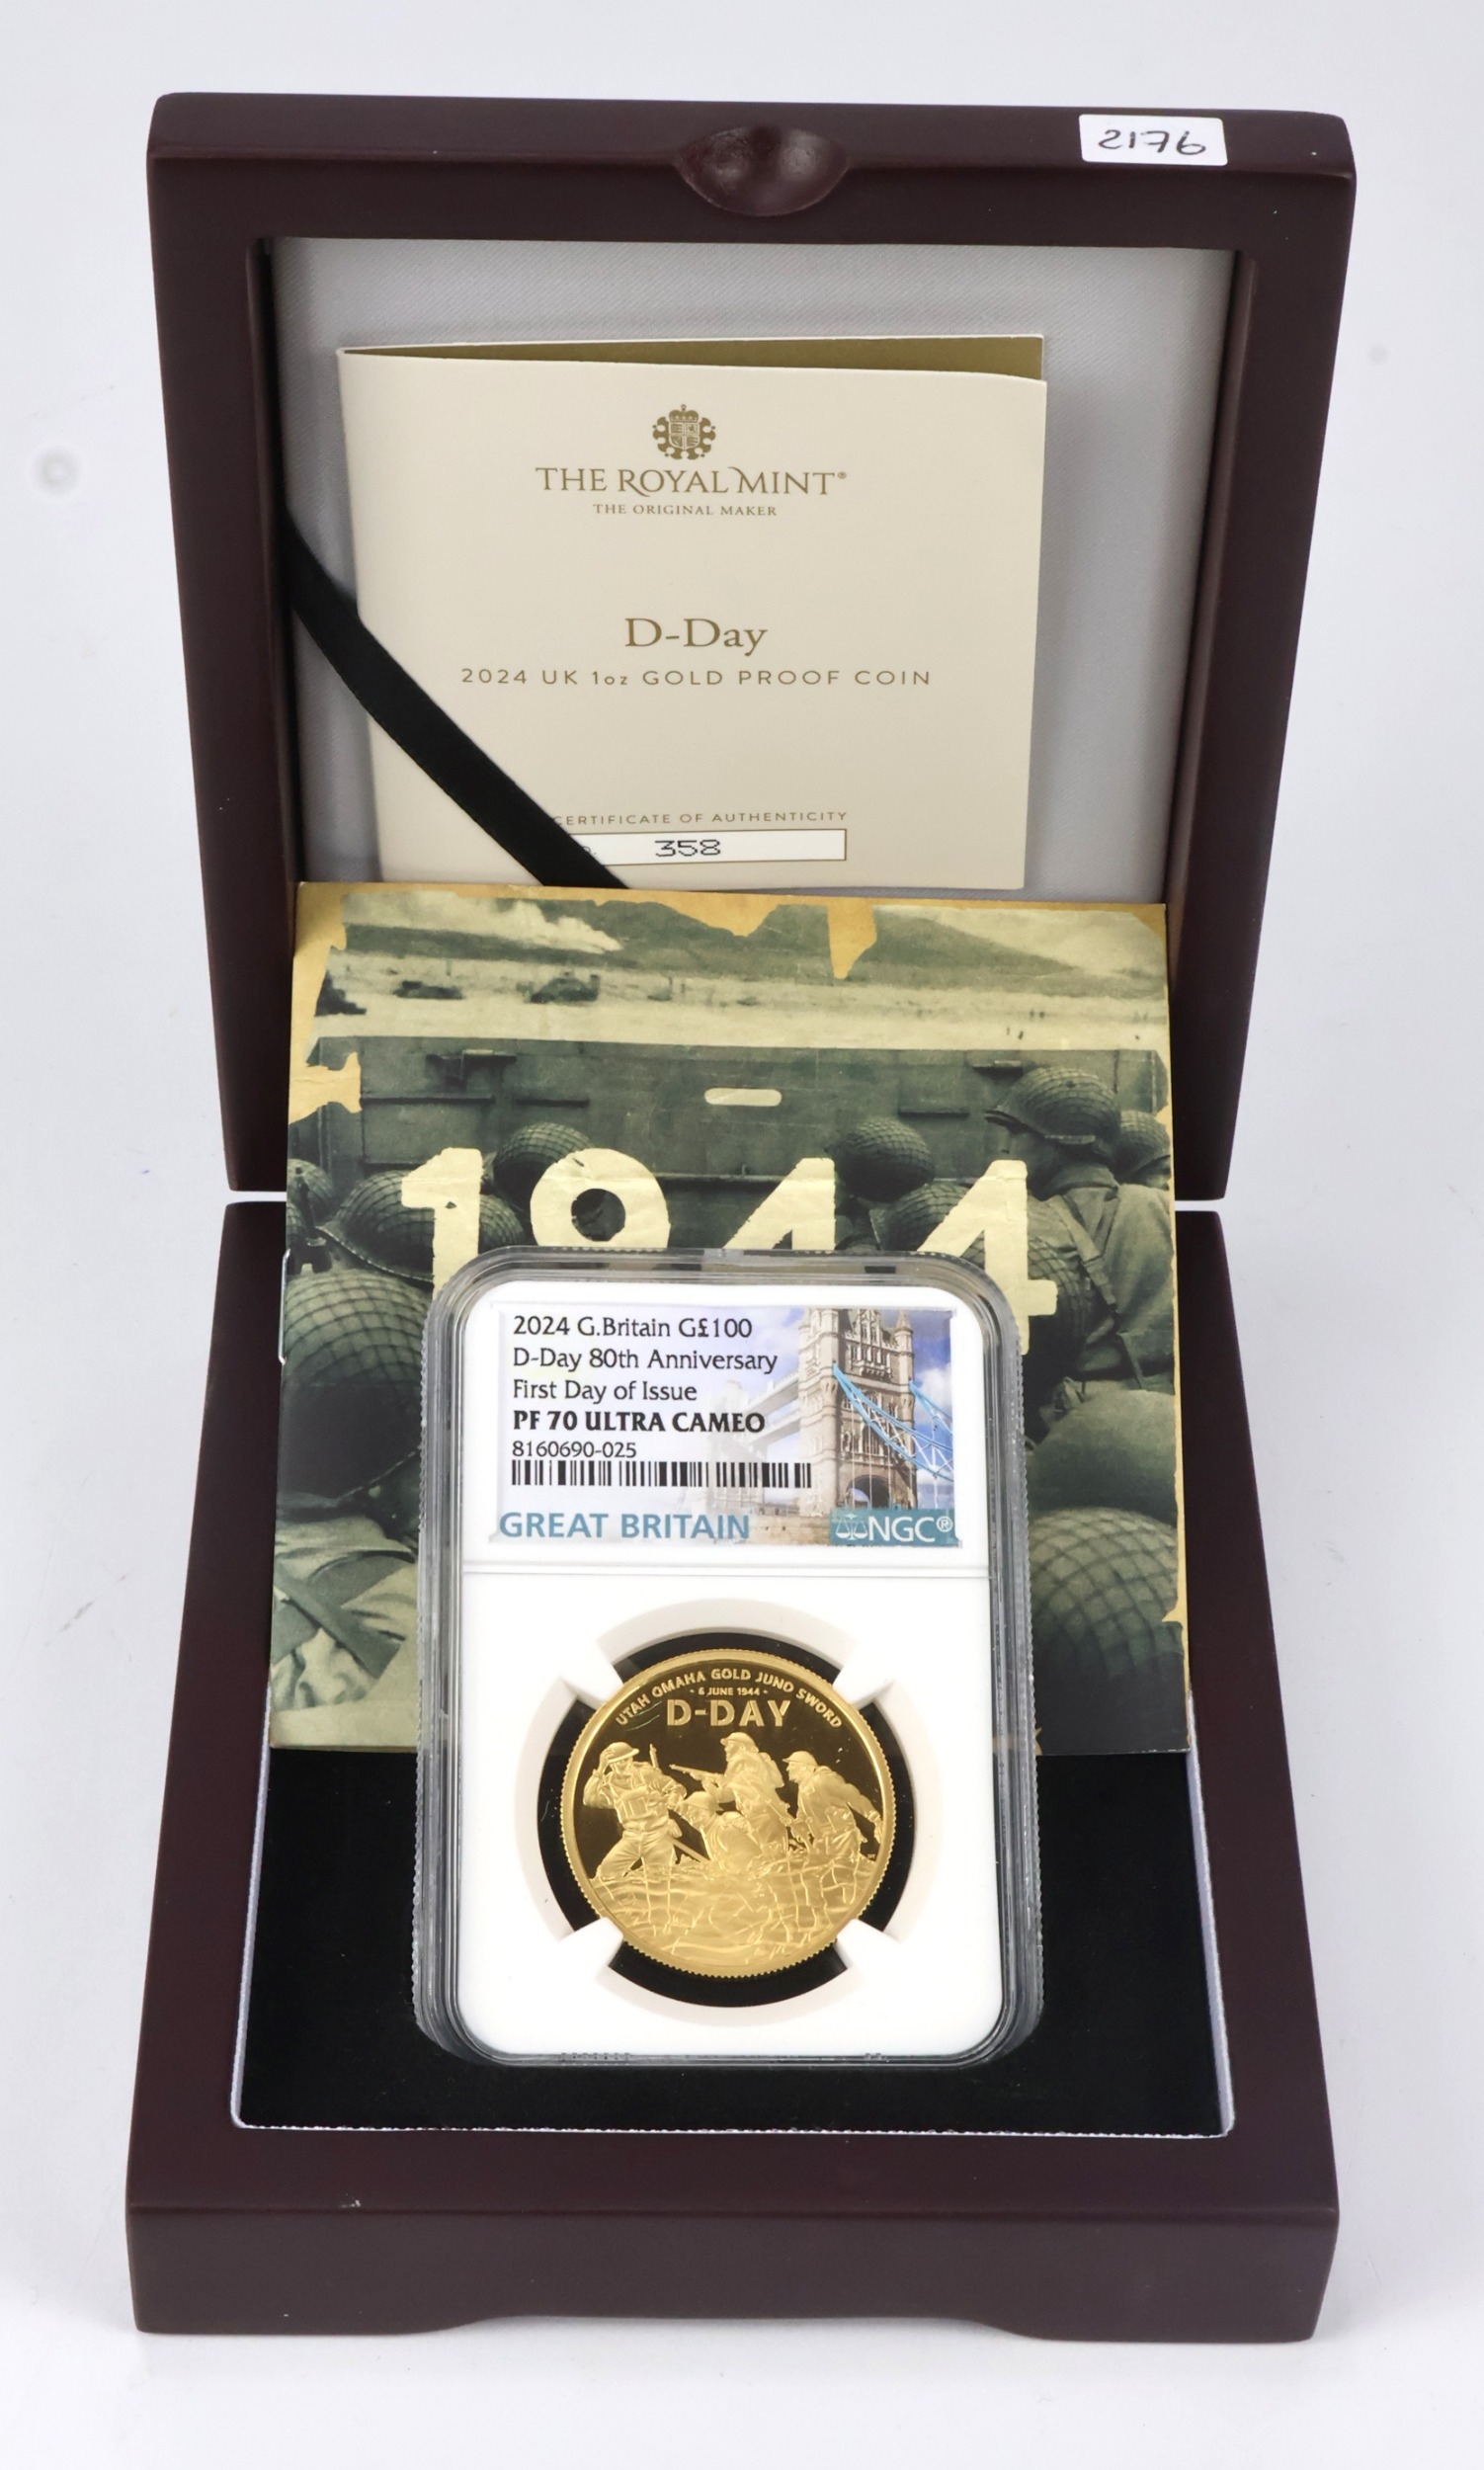 2176
THE ROYAL MINT®
THE ORIGINAL MAKER
D-Day
2024 UK 1oz GOLD PROOF COIN
CERTIFICATE OF AUTHENTICITY
358
1944
2024 G.Britain G£100
D-Day 80th Anniversary
First Day of Issue
PF 70 ULTRA CAMEO
8160690-025
GREAT BRITAIN
NGC®
UTAH OMAHA GOLD JUNO SWORD
· 6 JUNE 1944 ·
D-DAY